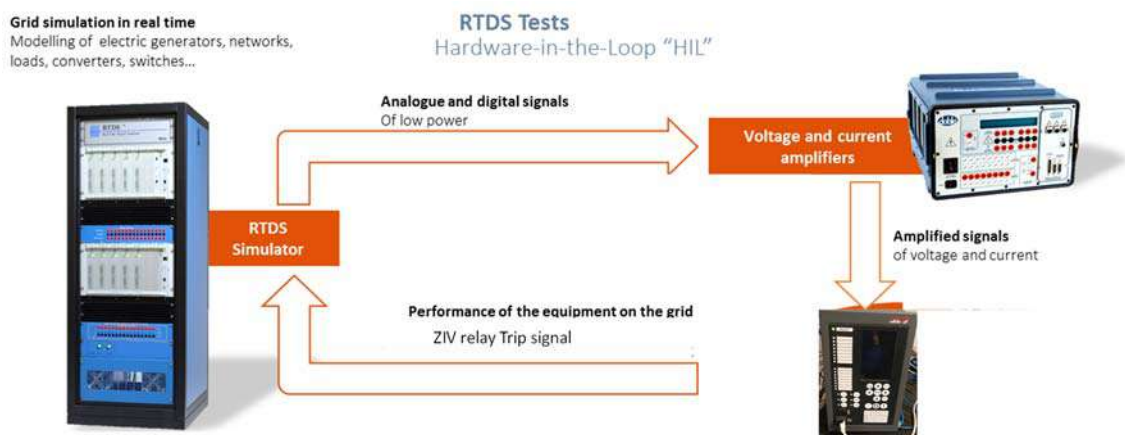 Grid simulation in real time
Modelling of electric generators, networks,
loads, converters, switches...
RTDS Tests
Hardware-in-the-Loop “HIL”
Analogue and digital signals
Of low power
Voltage and current
amplifiers
RTDS
RTDS
Simulator
Amplified signals
of voltage and current
Performance of the equipment on the grid
ZIV relay Trip signal